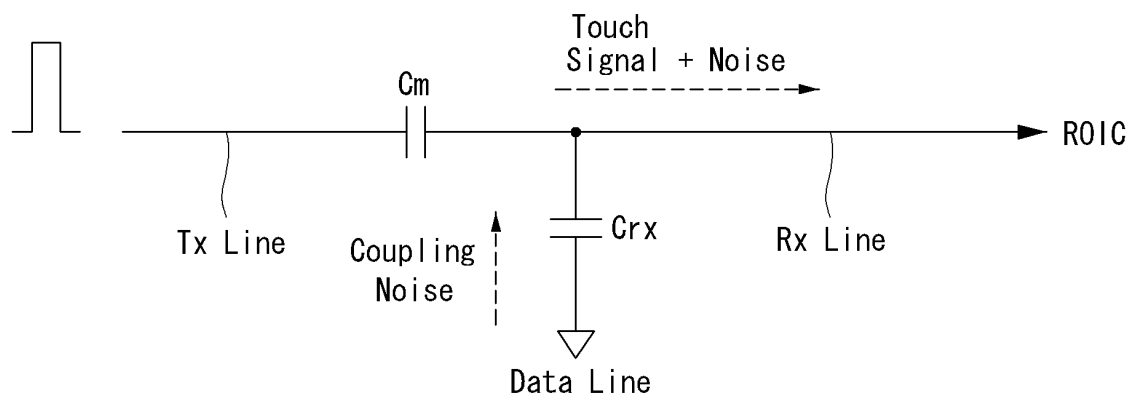 Touch
Signal + Noise
Cm
ROIC
Tx Line
Coupling
Noise
Crx
Rx Line
Data Line